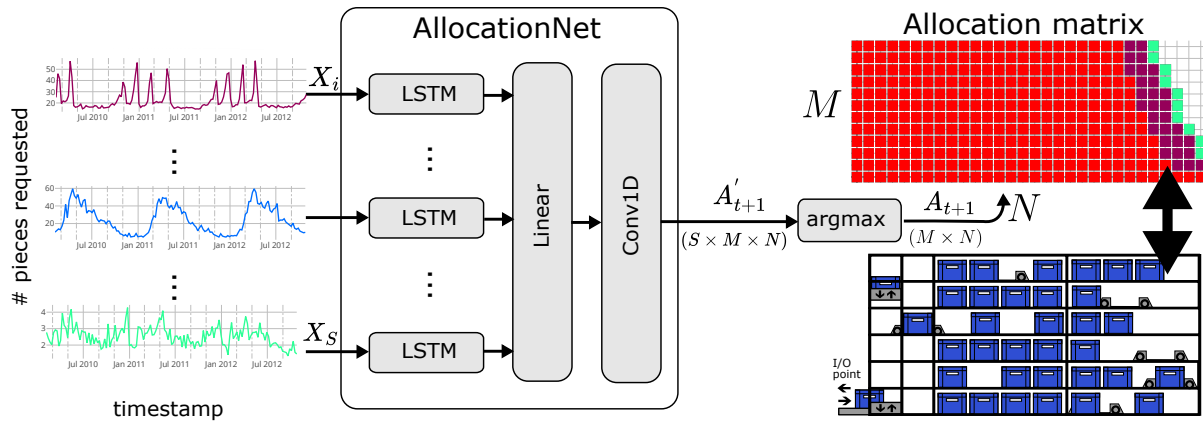 AllocationNet
Allocation matrix
# pieces requested
50
40
30
20
Jul 2010
Jan 2011
Jul 2011
Jan 2012
Jul 2012
X_i
LSTM
...
...
60
40
20
Jul 2010
Jan 2011
Jul 2011
Jan 2012
Jul 2012
LSTM
...
...
4
3
2
Jul 2010
Jan 2011
Jul 2011
Jan 2012
Jul 2012
X_S
LSTM
timestamp
Linear
Conv1D
A'_{t+1}
(S × M × N)
argmax
A_{t+1}
(M × N)
M
N
I/O
point